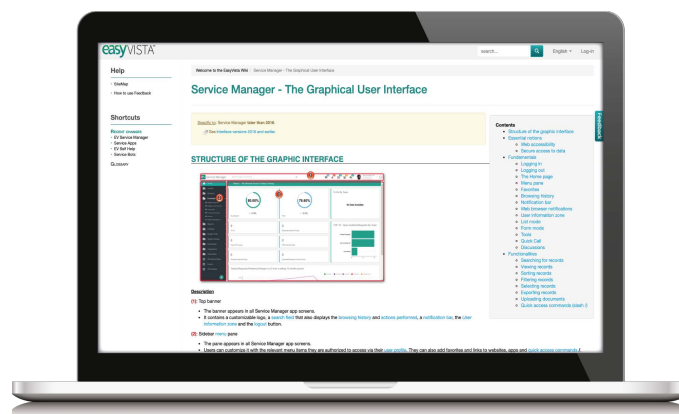 easyVISTA
search...
English
Log-in
Help
SiteMap
How to use Feedback
Shortcuts
RECENT CHANGES
EV Service Manager
Service Apps
EV Self Help
Service Bots
GLOSSARY
Welcome to the EasyVista Wiki
Service Manager - The Graphical User Interface
Service Manager - The Graphical User Interface
Specific to: Service Manager later than 2016.
See Interface versions 2016 and earlier
STRUCTURE OF THE GRAPHIC INTERFACE
Description
(1): Top banner
The banner appears in all Service Manager app screens.
It contains a customizable logo, a search field that also displays the browsing history and actions performed, a notification bar, the User
information zone and the logout button.
(2): Sidebar menu pane
The pane appears in all Service Manager app screens.
Users can customize it with the relevant menu items they are authorized to access via their user profile. They can also add favorites and links to websites, apps and quick access commands /
Contents
Structure of the graphic interface
Essential notions
Web accessibility
Secure access to data
Fundamentals
Logging in
Logging out
The Home page
Menu pane
Favorites
Browsing history
Notification bar
Web browser notifications
User information zone
List mode
Form mode
Tools
Quick Call
Discussions
Functionalities
Searching for records
Viewing records
Sorting records
Filtering records
Selecting records
Exporting records
Uploading documents
Quick access commands (slash /)
Feedback